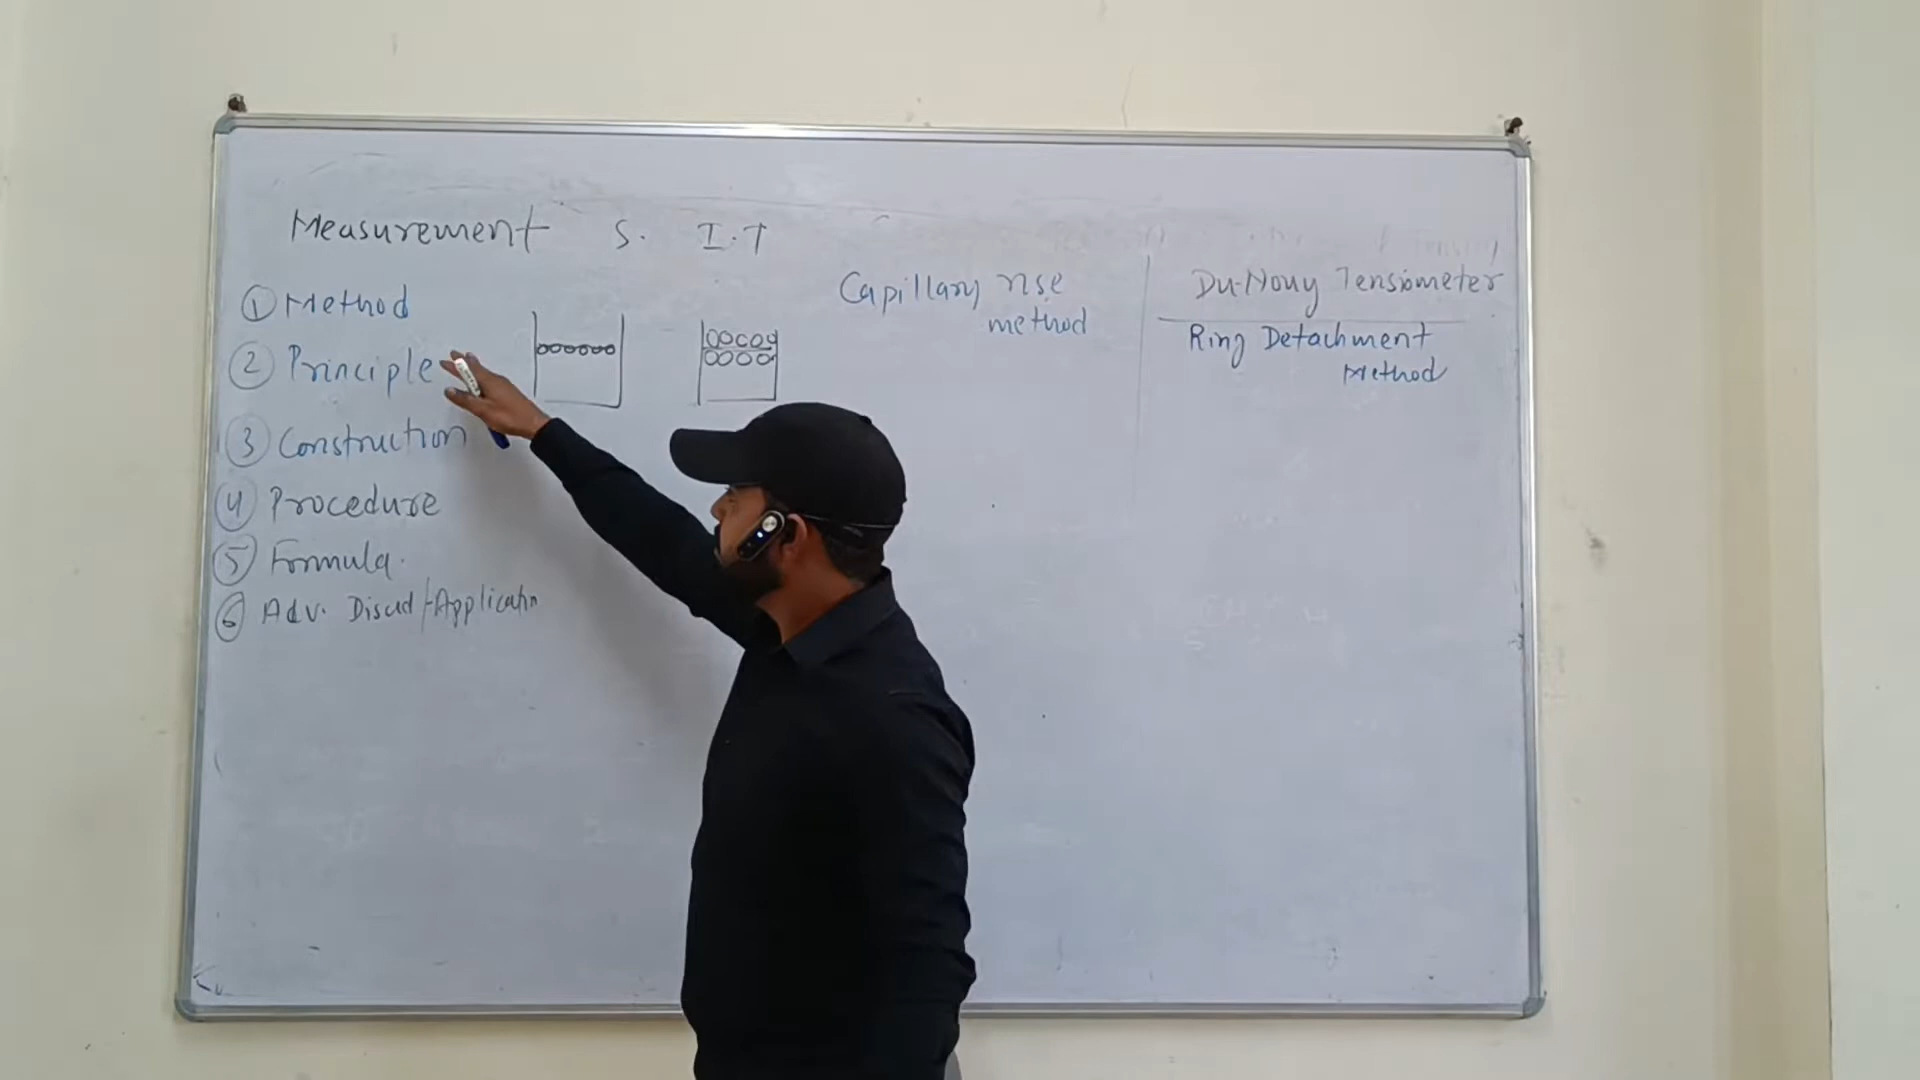 Measurement S. I.T
① Method
② Principle
③ Construction
④ Procedure
⑤ Formula.
⑥ Adv. Disad/Applicatn
Capillary rise
method
Du-Nouy Tensiometer
Ring Detachment
Method